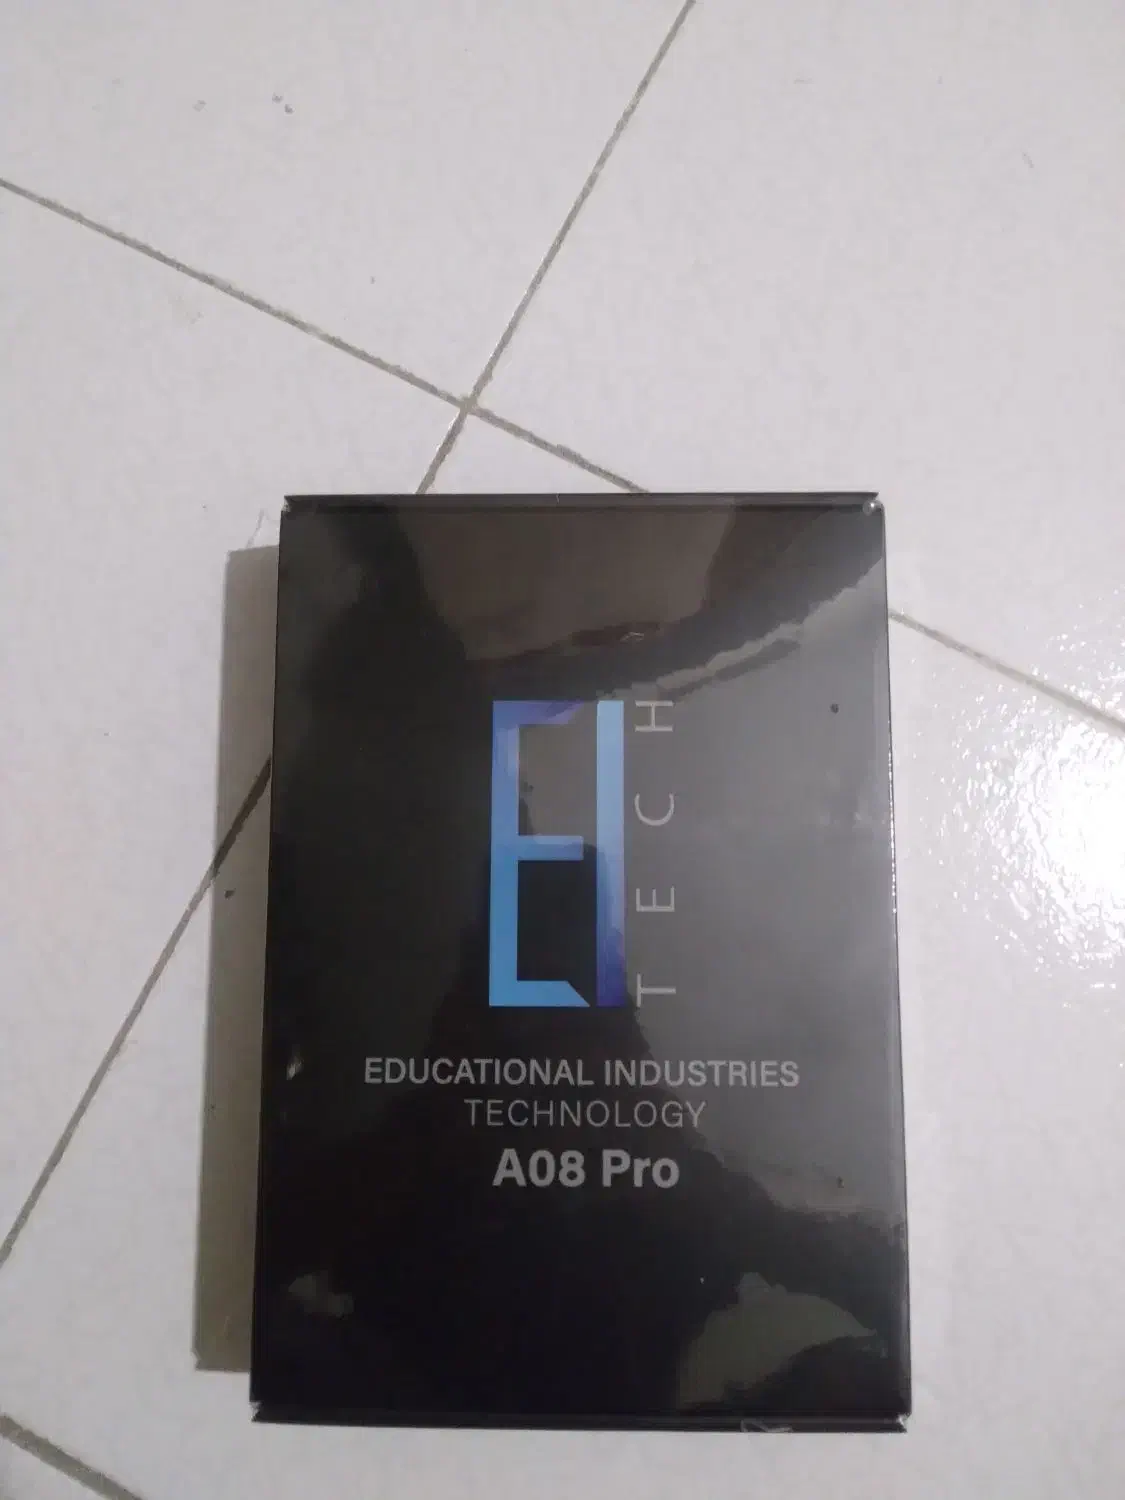 EI
TECH
EDUCATIONAL INDUSTRIES
TECHNOLOGY
A08 Pro